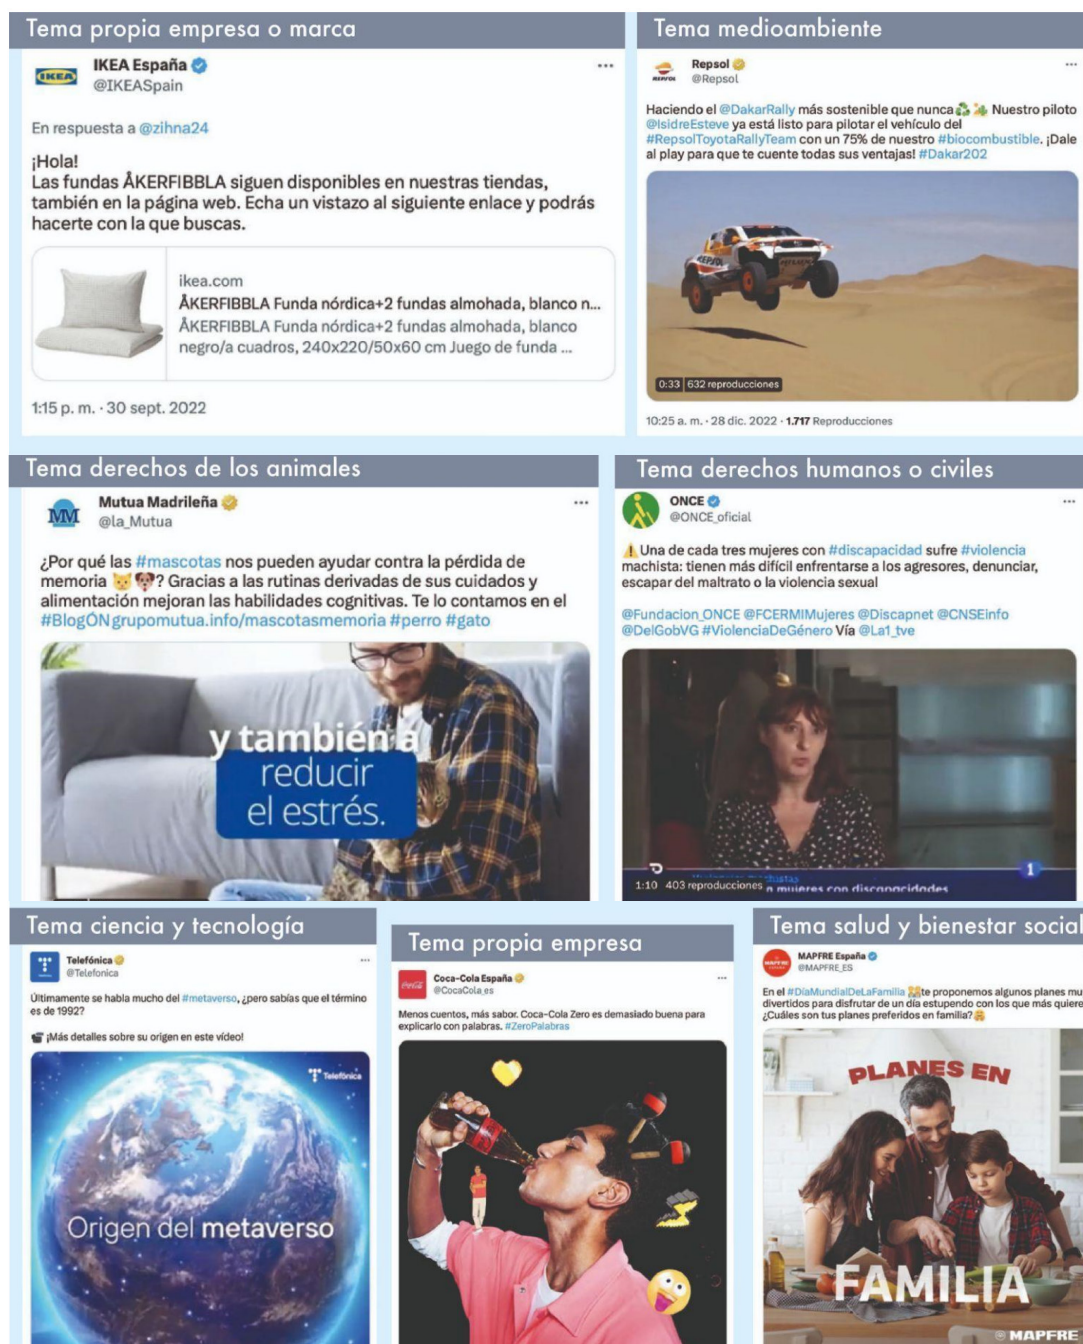 Tema propia empresa o marca
IKEA
IKEA España
@IKEASpain
En respuesta a @zihna24
¡Hola!
Las fundas ÅKERFIBBLA siguen disponibles en nuestras tiendas,
también en la página web. Echa un vistazo al siguiente enlace y podrás
hacerte con la que buscas.
ikea.com
ÅKERFIBBLA Funda nórdica+2 fundas almohada, blanco n...
ÅKERFIBBLA Funda nórdica+2 fundas almohada, blanco
negro/a cuadros, 240x220/50x60 cm Juego de funda ...
1:15 p. m. · 30 sept. 2022
Tema medioambiente
REPSOL
Repsol
@Repsol
Haciendo el @DakarRally más sostenible que nunca Nuestro piloto
@IsidreEsteve ya está listo para pilotar el vehículo del
#RepsolToyotaRallyTeam con un 75% de nuestro #biocombustible. ¡Dale
al play para que te cuente todas sus ventajas! #Dakar202
REPSOL
0:33 632 reproducciones
10:25 a. m. · 28 dic. 2022 · 1.717 Reproducciones
Tema derechos de los animales
MM
Mutua Madrileña
@la_Mutua
¿Por qué las #mascotas nos pueden ayudar contra la pérdida de
memoria ? Gracias a las rutinas derivadas de sus cuidados y
alimentación mejoran las habilidades cognitivas. Te lo contamos en el
#BlogÓN grupomutua.info/mascotasmemoria #perro #gato
y también a
reducir
el estrés.
Tema derechos humanos o civiles
ONCE
@ONCE_oficial
Una de cada tres mujeres con #discapacidad sufre #violencia
machista: tienen más difícil enfrentarse a los agresores, denunciar,
escapar del maltrato o la violencia sexual
@Fundacion_ONCE @FCERMIMujeres @Discapnet @CNSEinfo
@DelGobVG #ViolenciaDeGénero Vía @La1_tve
1
1:10 403 reproducciones
a mujeres con discapacidades
Tema ciencia y tecnología
Telefónica
@Telefonica
Últimamente se habla mucho del #metaverso, ¿pero sabías que el término
es de 1992?
¡Más detalles sobre su origen en este vídeo!
Telefónica
Origen del metaverso
Tema propia empresa
Coca-Cola
Coca-Cola España
@CocaCola_es
Menos cuentos, más sabor. Coca-Cola Zero es demasiado buena para
explicarlo con palabras. #ZeroPalabras
Tema salud y bienestar social
MAPFRE
MAPFRE España
@MAPFRE_ES
En el #DíaMundialDeLaFamilia te proponemos algunos planes mu
divertidos para disfrutar de un día estupendo con los que más quiere
¿Cuáles son tus planes preferidos en familia?
PLANES EN
FAMILIA
MAPFRE